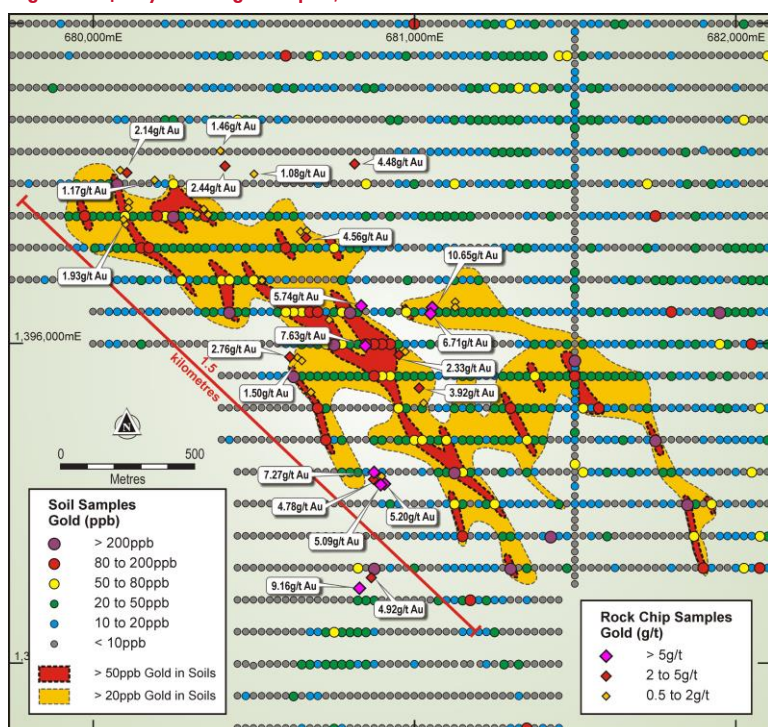 680,000mE
681,000mE
682,000mE
2.14g/t Au
1.46g/t Au
4.48g/t Au
1.17g/t Au
2.44g/t Au
1.08g/t Au
4.56g/t Au
1.93g/t Au
10.65g/t Au
5.74g/t Au
1,396,000mE
7.63g/t Au
6.71g/t Au
2.76g/t Au
2.33g/t Au
1.5
kilometres
1.50g/t Au
3.92g/t Au
N
0
500
Metres
7.27g/t Au
4.78g/t Au
5.20g/t Au
5.09g/t Au
9.16g/t Au
4.92g/t Au
Soil Samples
Gold (ppb)
> 200ppb
80 to 200ppb
50 to 80ppb
20 to 50ppb
10 to 20ppb
< 10ppb
> 50ppb Gold in Soils
> 20ppb Gold in Soils
Rock Chip Samples
Gold (g/t)
> 5g/t
2 to 5g/t
0.5 to 2g/t